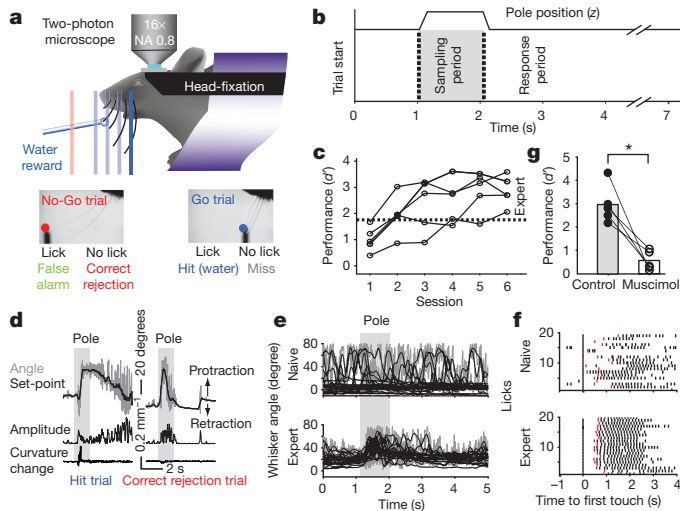 a
Two-photon
microscope
16×
NA 0.8
Head-fixation
Water
reward
No-Go trial
Go trial
Lick No lick
False
alarm
Correct
rejection
Lick No lick
Hit (water) Miss
b
Pole position (z)
Trial start
Sampling
period
Response
period
0 1 2 3 4 7
Time (s)
c
Performance (d′)
4
3
2
1
0
Expert
1 2 3 4 5 6
Session
g
*
Performance (d′)
5
4
3
2
1
0
Control Muscimol
d
Pole Pole
Angle
Set-point
20 degrees
Protraction
Retraction
Amplitude
0.2 mm⁻¹
Curvature
change
2 s
Hit trial Correct rejection trial
e
Pole
Whisker angle (degree)
Naive
80
40
0
Expert
80
40
0
0 1 2 3 4 5
Time (s)
f
Licks
Naive
20
10
0
Expert
20
10
0
−1 0 1 2 3 4
Time to first touch (s)